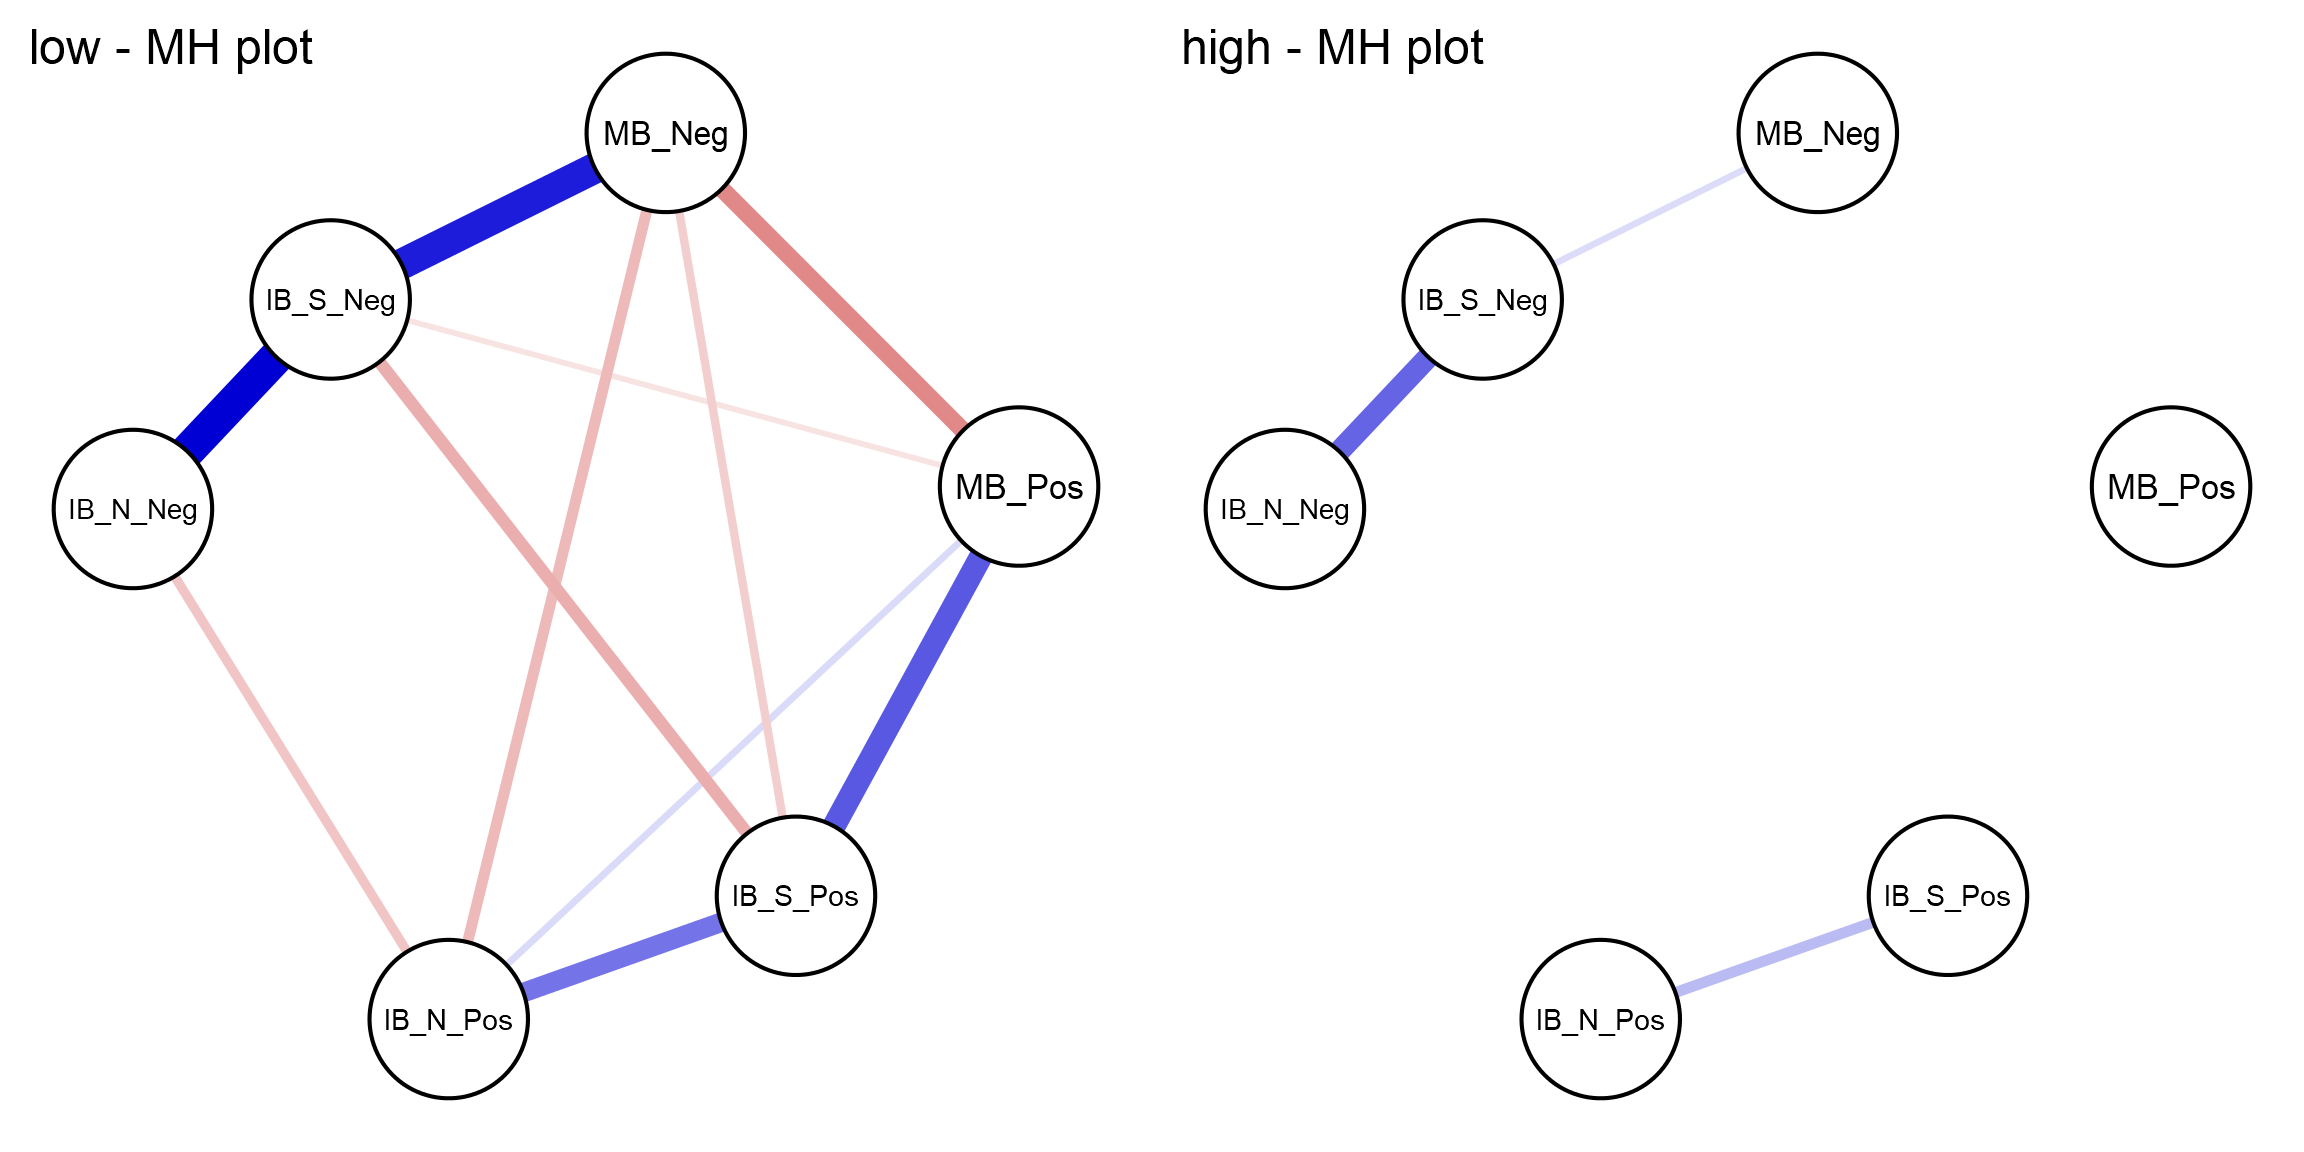 low - MH plot
MB_Neg
IB_S_Neg
IB_N_Neg
MB_Pos
IB_S_Pos
IB_N_Pos
high - MH plot
MB_Neg
IB_S_Neg
IB_N_Neg
MB_Pos
IB_S_Pos
IB_N_Pos